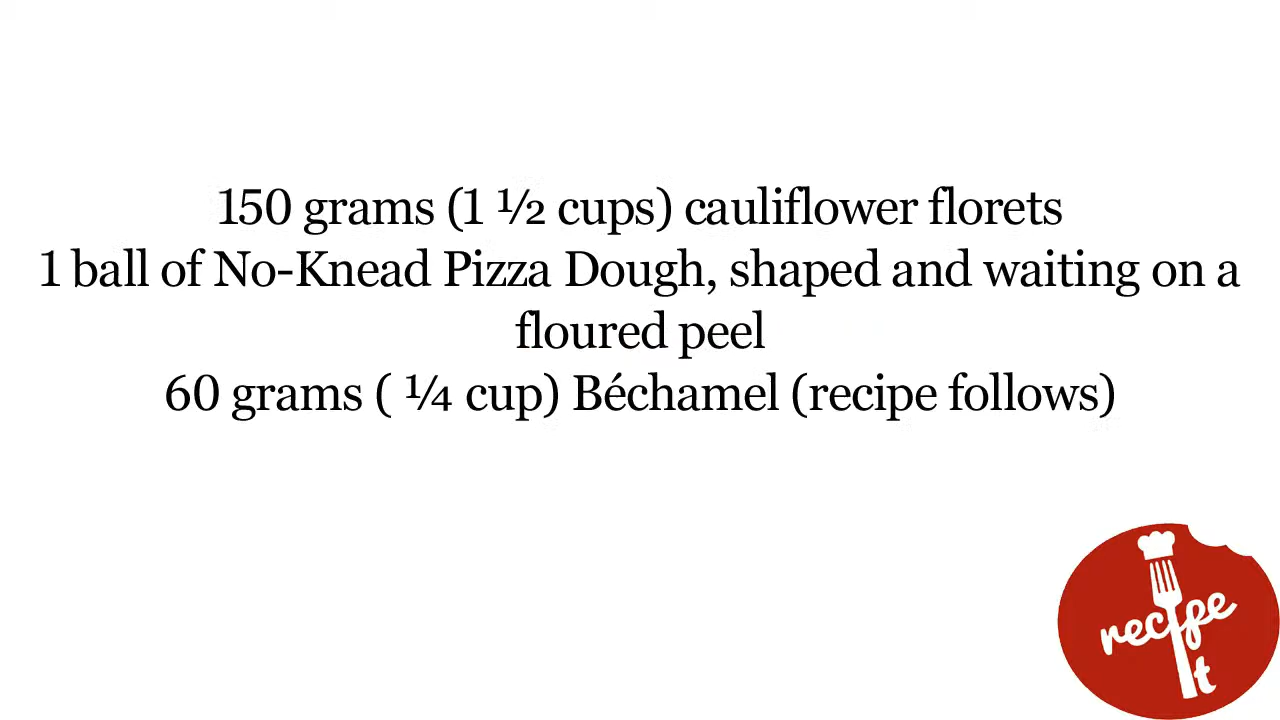 150 grams (1 ½ cups) cauliflower florets
1 ball of No-Knead Pizza Dough, shaped and waiting on a
floured peel
60 grams ( ¼ cup) Béchamel (recipe follows)
recipe
It